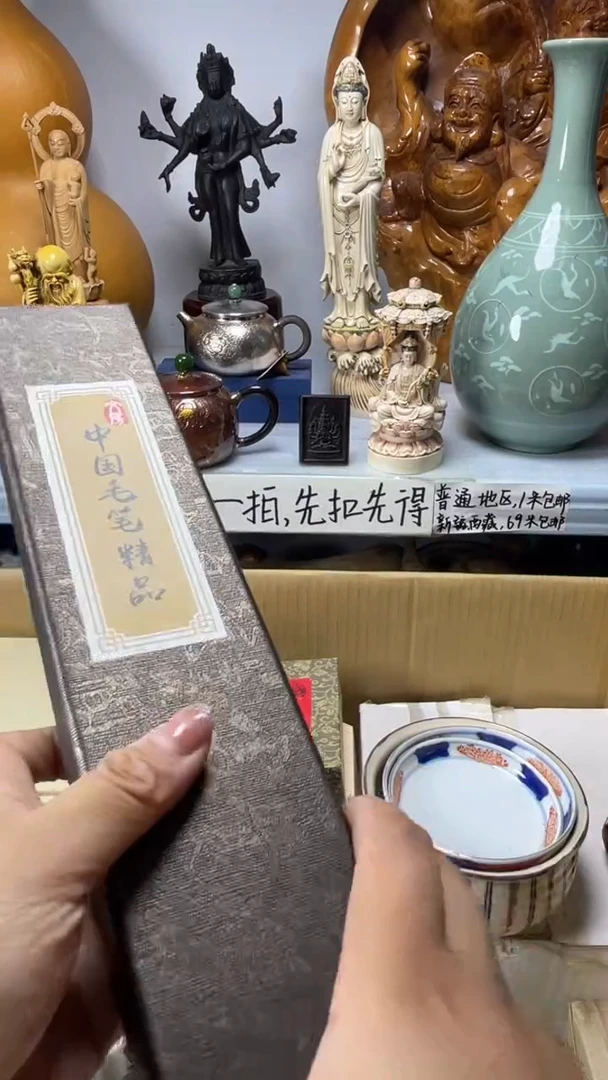 中国毛笔精品
一拍,先扣先得
普通地区,1米包邮
新疆西藏,69米包邮